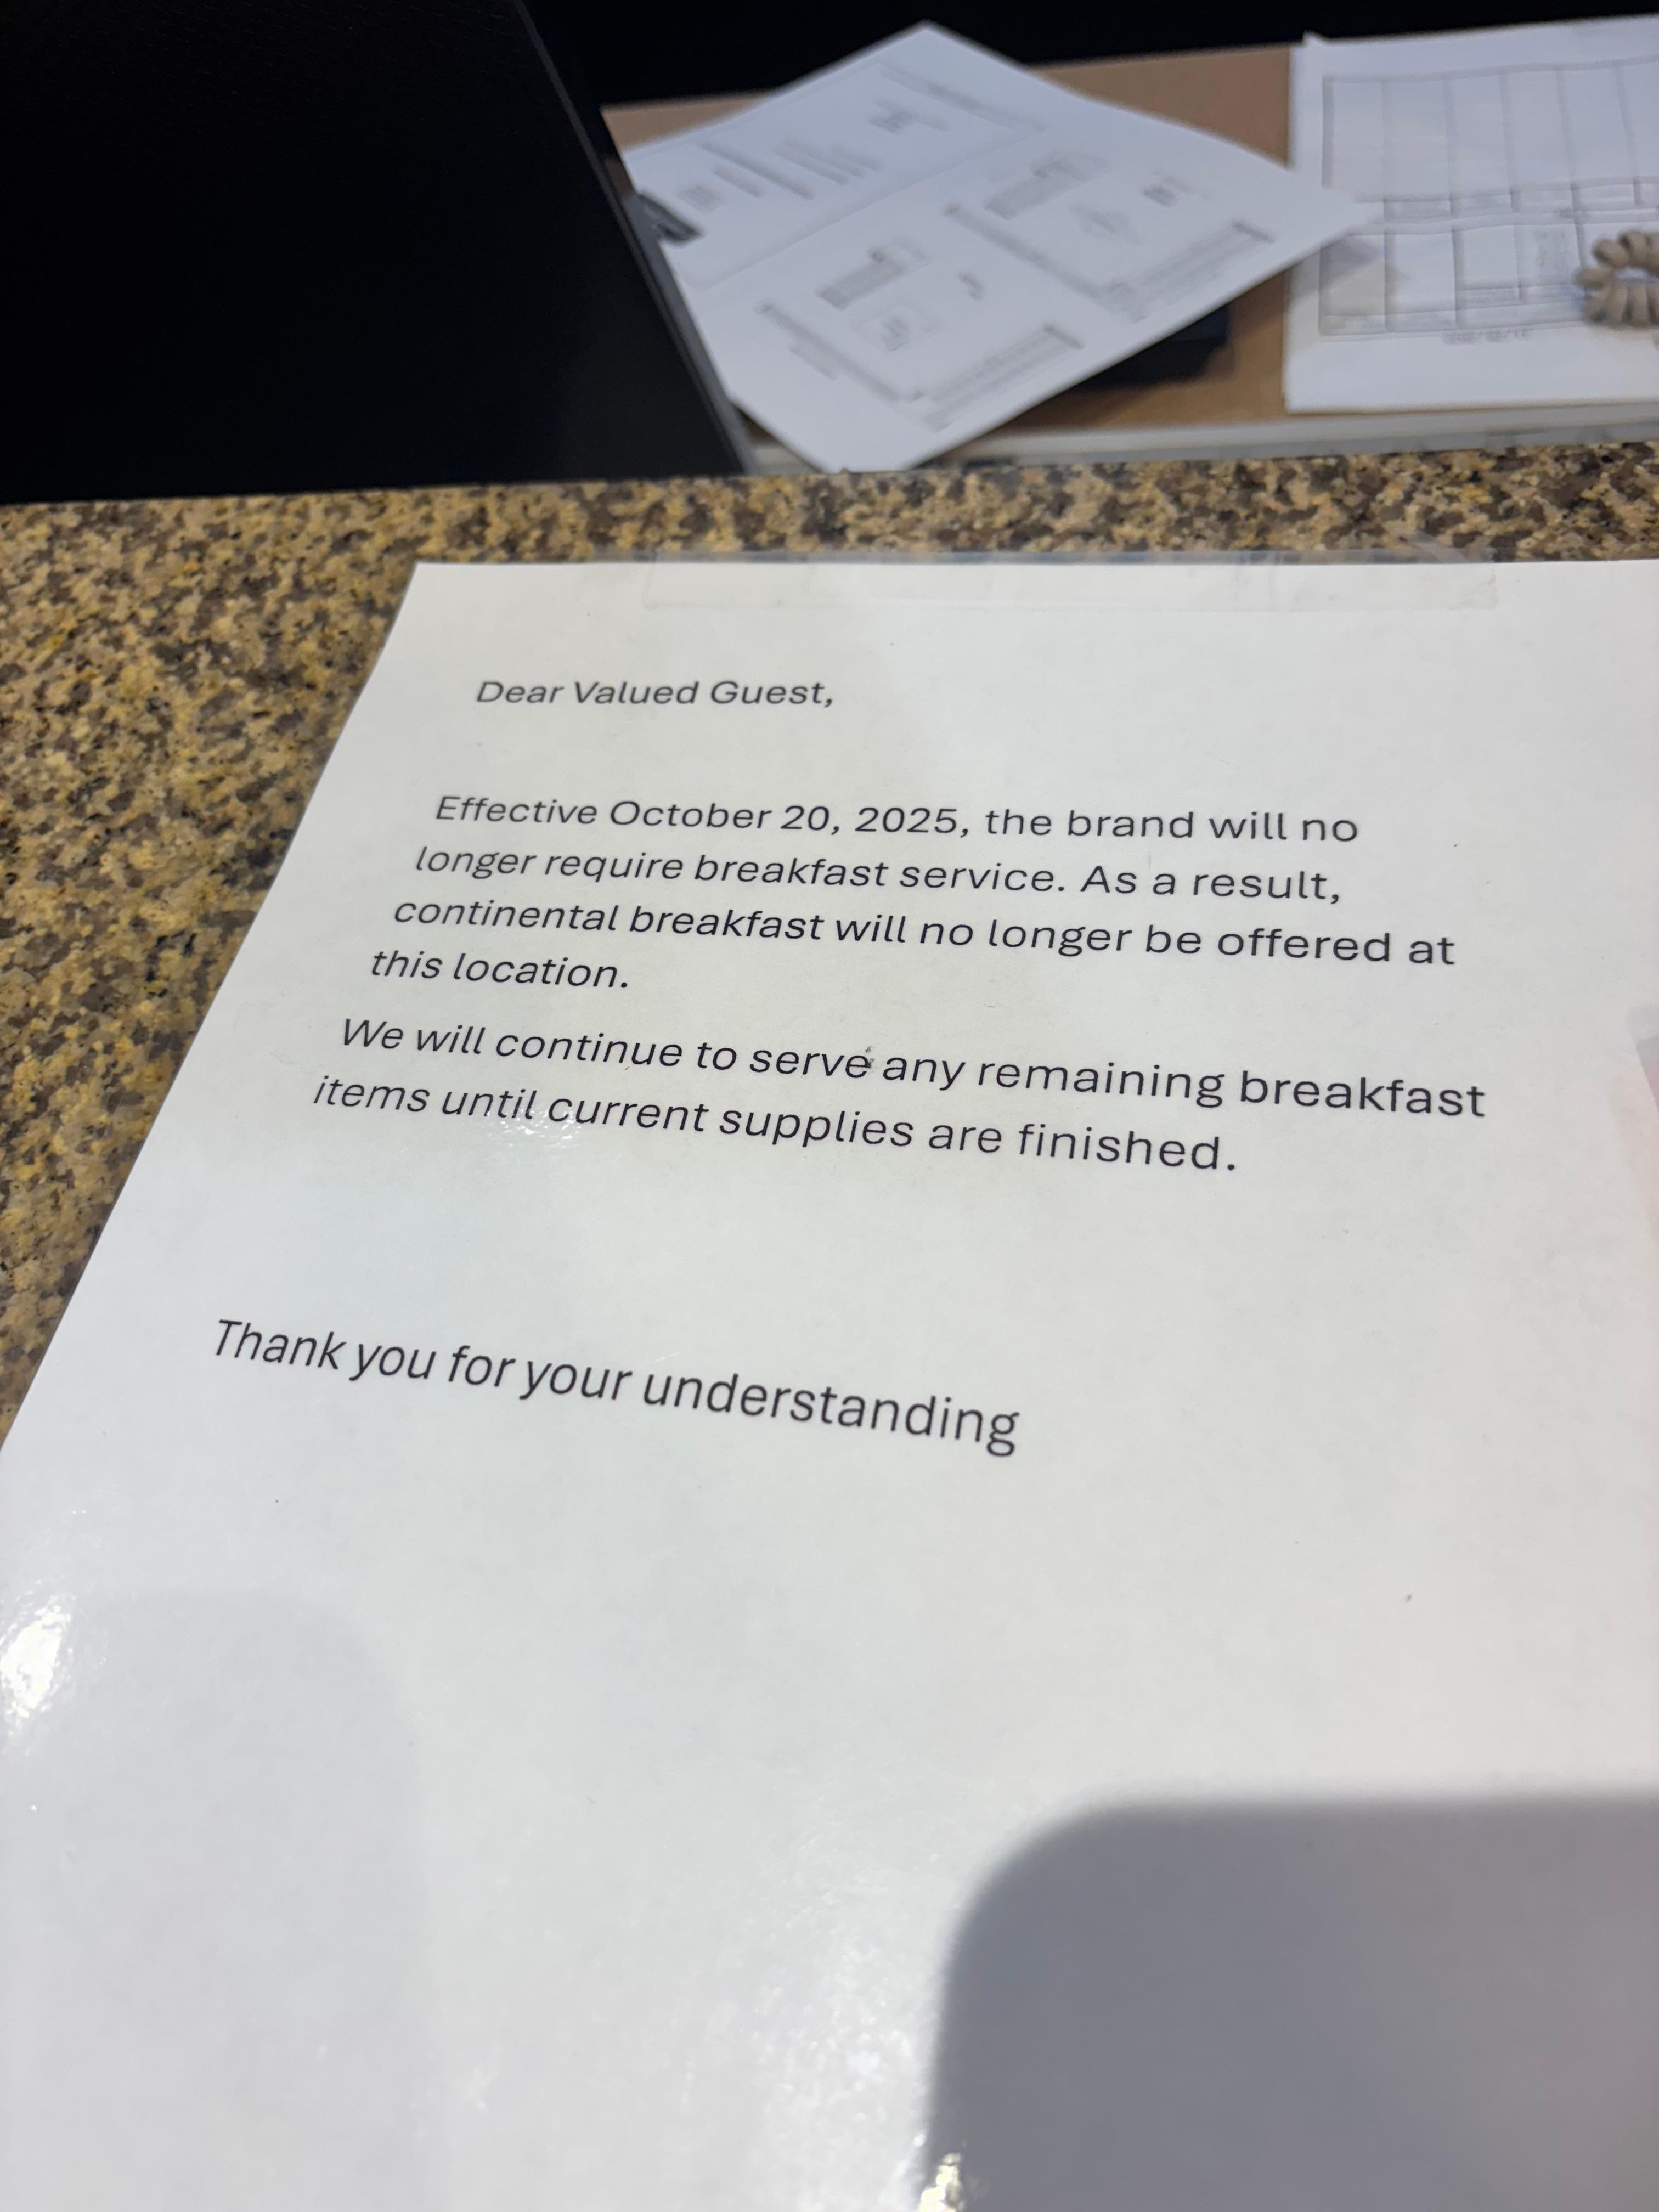 Dear Valued Guest,
Effective October 20, 2025, the brand will no
longer require breakfast service. As a result,
continental breakfast will no longer be offered at
this location.
We will continue to serve any remaining breakfast
items until current supplies are finished.
Thank you for your understanding